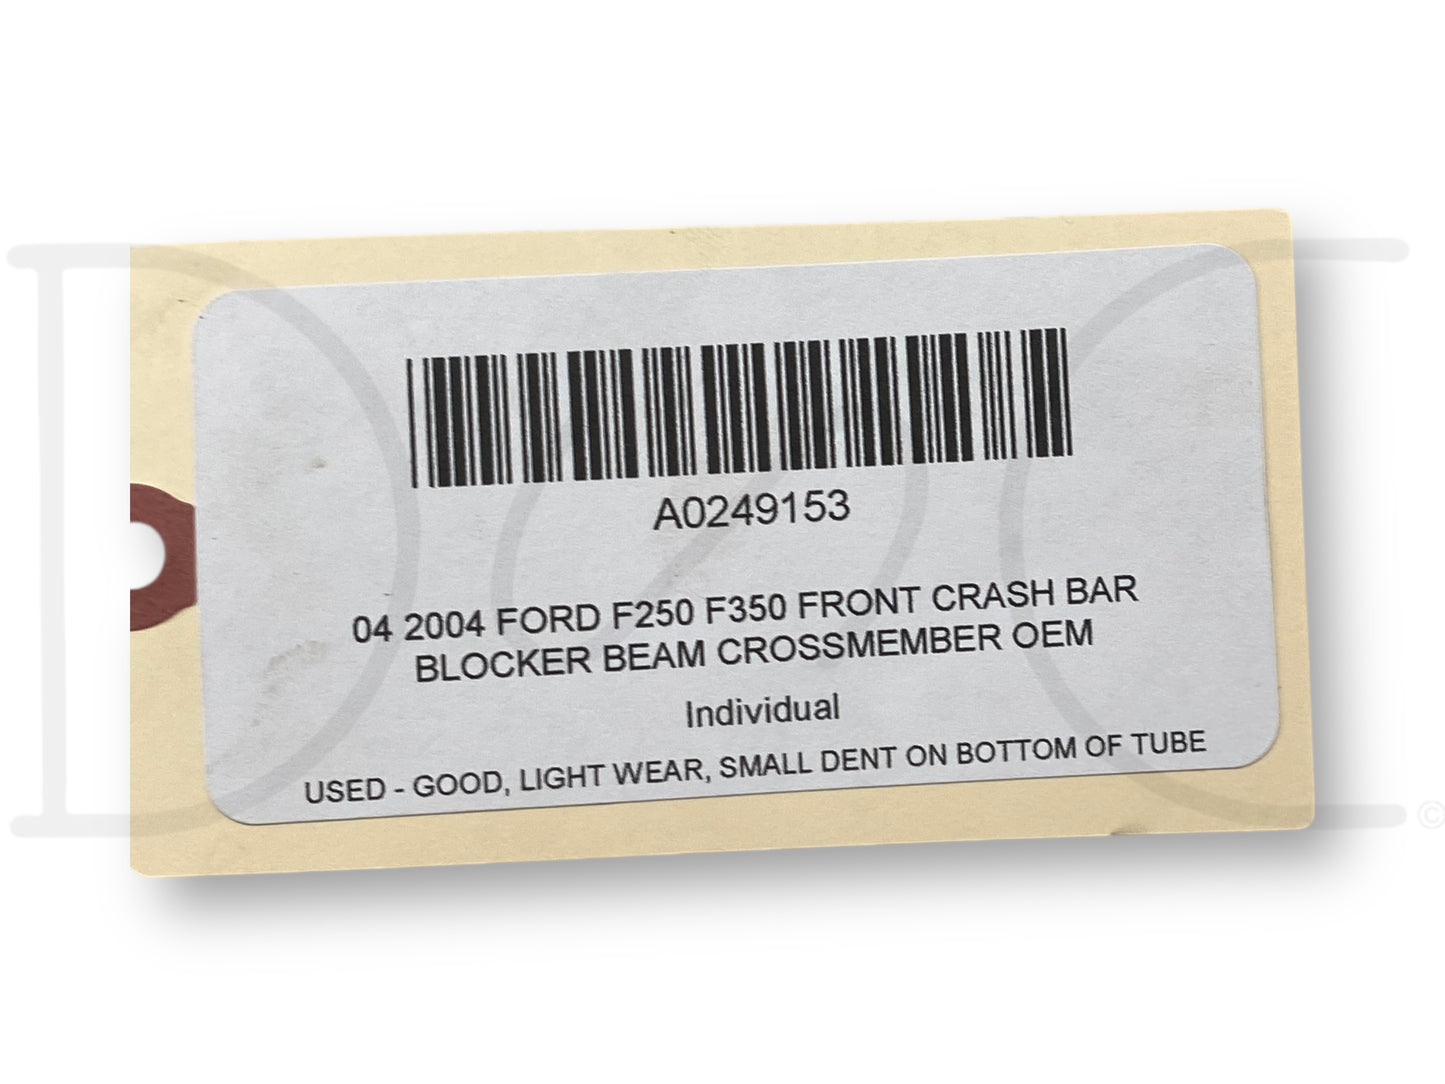 A0249153
04 2004 FORD F250 F350 FRONT CRASH BAR
BLOCKER BEAM CROSSMEMBER OEM
Individual
USED - GOOD, LIGHT WEAR, SMALL DENT ON BOTTOM OF TUBE
DC
©